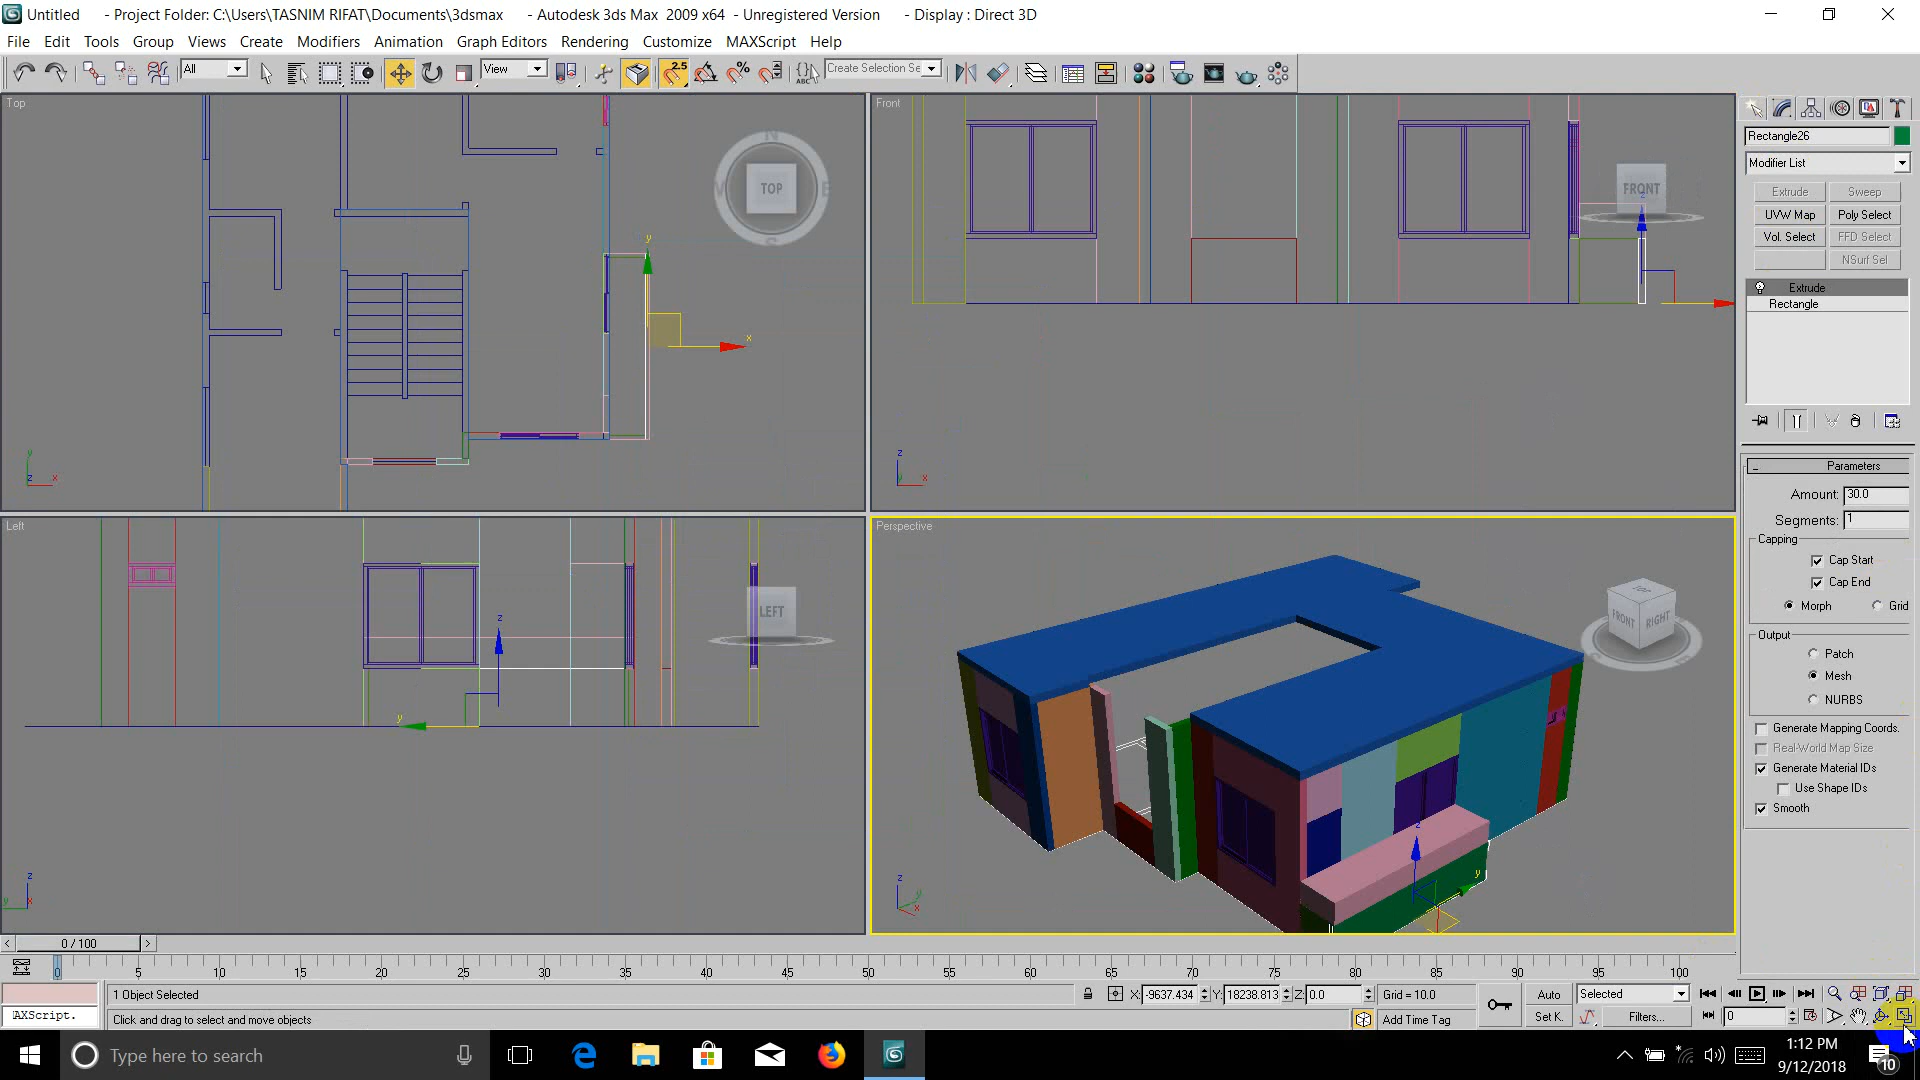 Untitled - Project Folder: C:\Users\TASNIM RIFAT\Documents\3dsmax - Autodesk 3ds Max 2009 x64 - Unregistered Version - Display : Direct 3D
File Edit Tools Group Views Create Modifiers Animation Graph Editors Rendering Customize MAXScript Help
All View 2.5 % ABC Create Selection Se
Top
N
TOP
E
S
y
x
y
z x
Front
FRONT
z
z
y x
Left
LEFT
z
y
z
y x
Perspective
TOP
FRONT RIGHT
z
y
z
y
x
Rectangle26
Modifier List
Extrude Sweep
UVW Map Poly Select
Vol. Select FFD Select
NSurf Sel
Extrude
Rectangle
- Parameters
Amount: 30.0
Segments: 1
Capping
Cap Start
Cap End
Morph Grid
Output
Patch
Mesh
NURBS
Generate Mapping Coords.
Real-World Map Size
Generate Material IDs
Use Shape IDs
Smooth
< 0 / 100 >
0 5 10 15 20 25 30 35 40 45 50 55 60 65 70 75 80 85 90 95 100
1 Object Selected X: -9637.434 Y: 18238.813 Z: 0.0 Grid = 10.0 Auto Selected
AXScript. Click and drag to select and move objects Add Time Tag Set K. Filters... 0
Type here to search
1:12 PM
9/12/2018
10